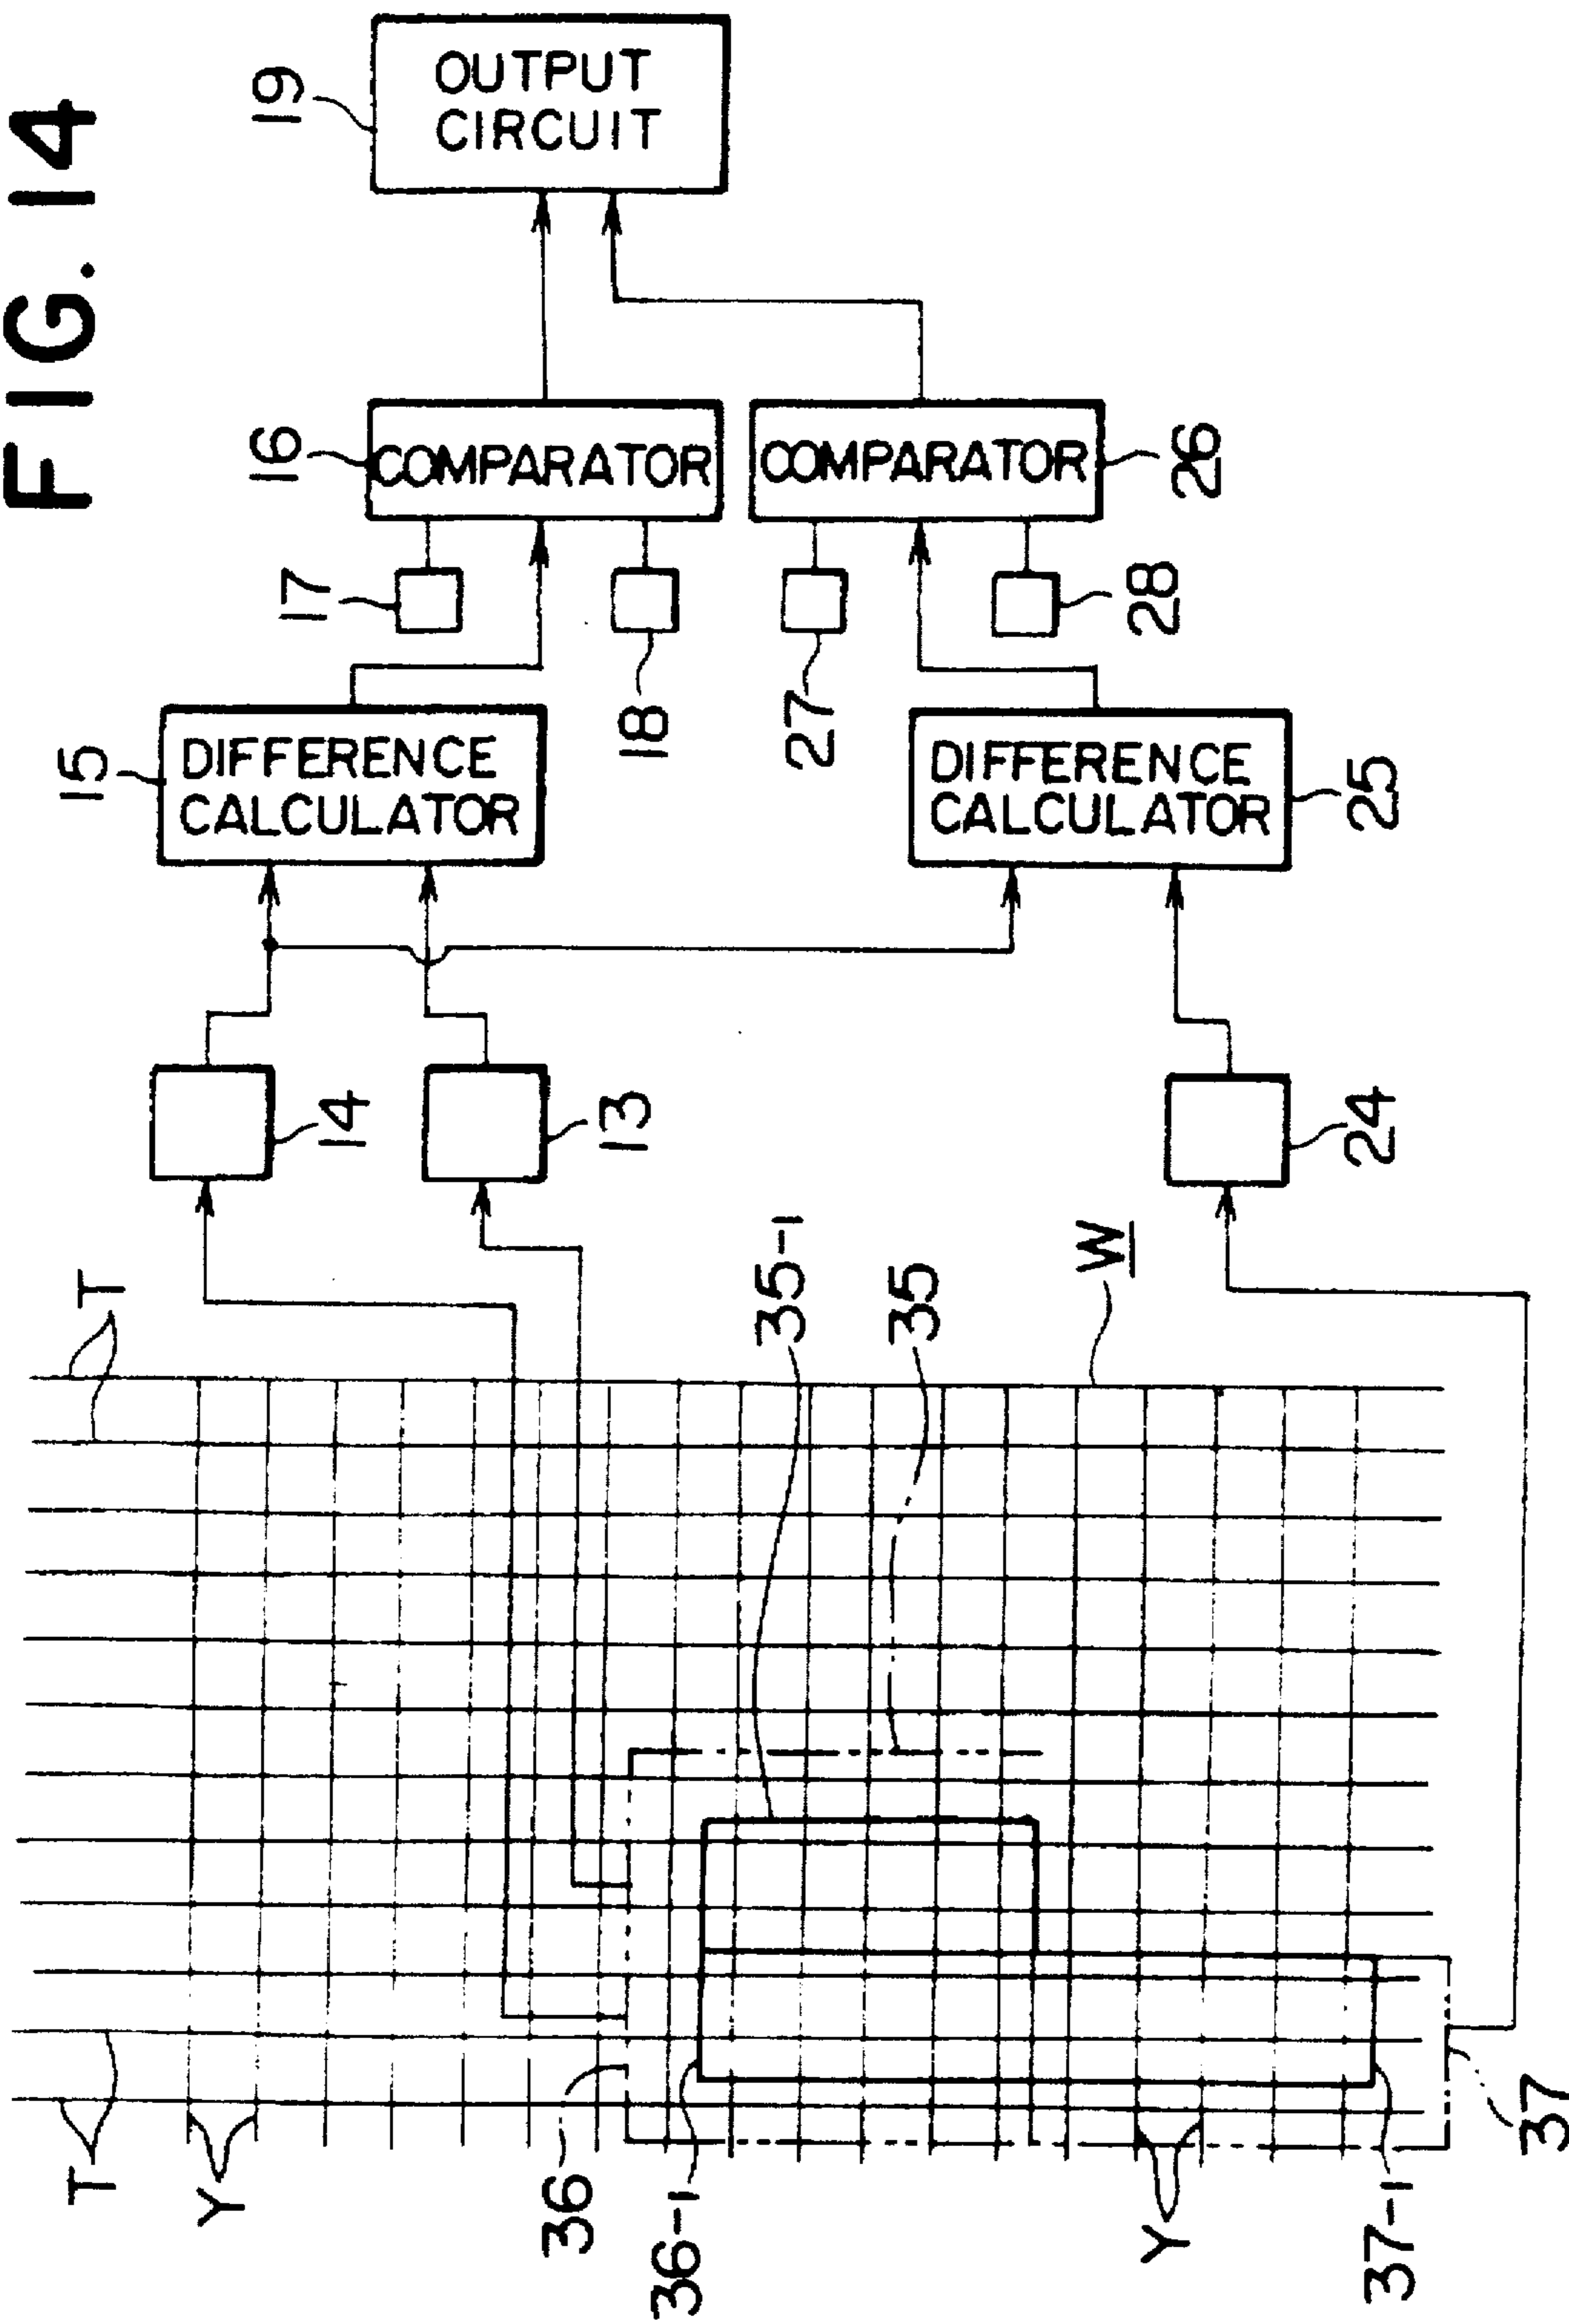 FIG. 14
19
OUTPUT
CIRCUIT
16
COMPARATOR
COMPARATOR
26
17
18
27
28
15
DIFFERENCE
CALCULATOR
DIFFERENCE
CALCULATOR
25
14
13
24
T
35-1
35
W
T
Y
36
36-1
Y
37-1
37